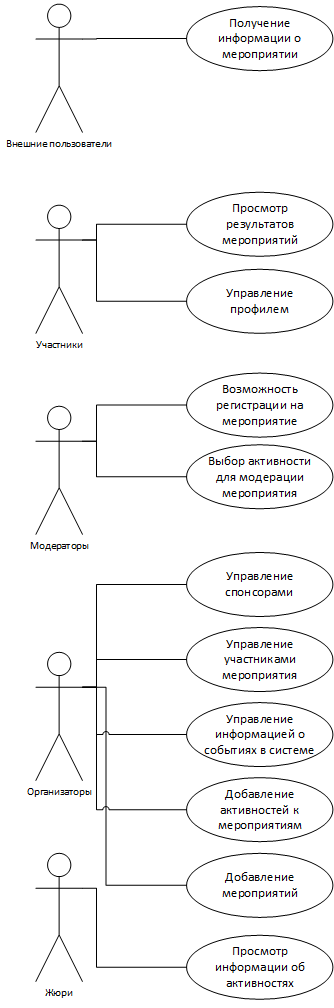 Получение
информации о
мероприятии
Внешние пользователи
Просмотр
результатов
мероприятий
Управление
профилем
Участники
Возможность
регистрации на
мероприятие
Выбор активности
для модерации
мероприятия
Модераторы
Управление
спонсорами
Управление
участниками
мероприятия
Управление
информацией о
событиях в системе
Организаторы
Добавление
активностей к
мероприятиям
Добавление
мероприятий
Просмотр
информации об
активностях
Жюри